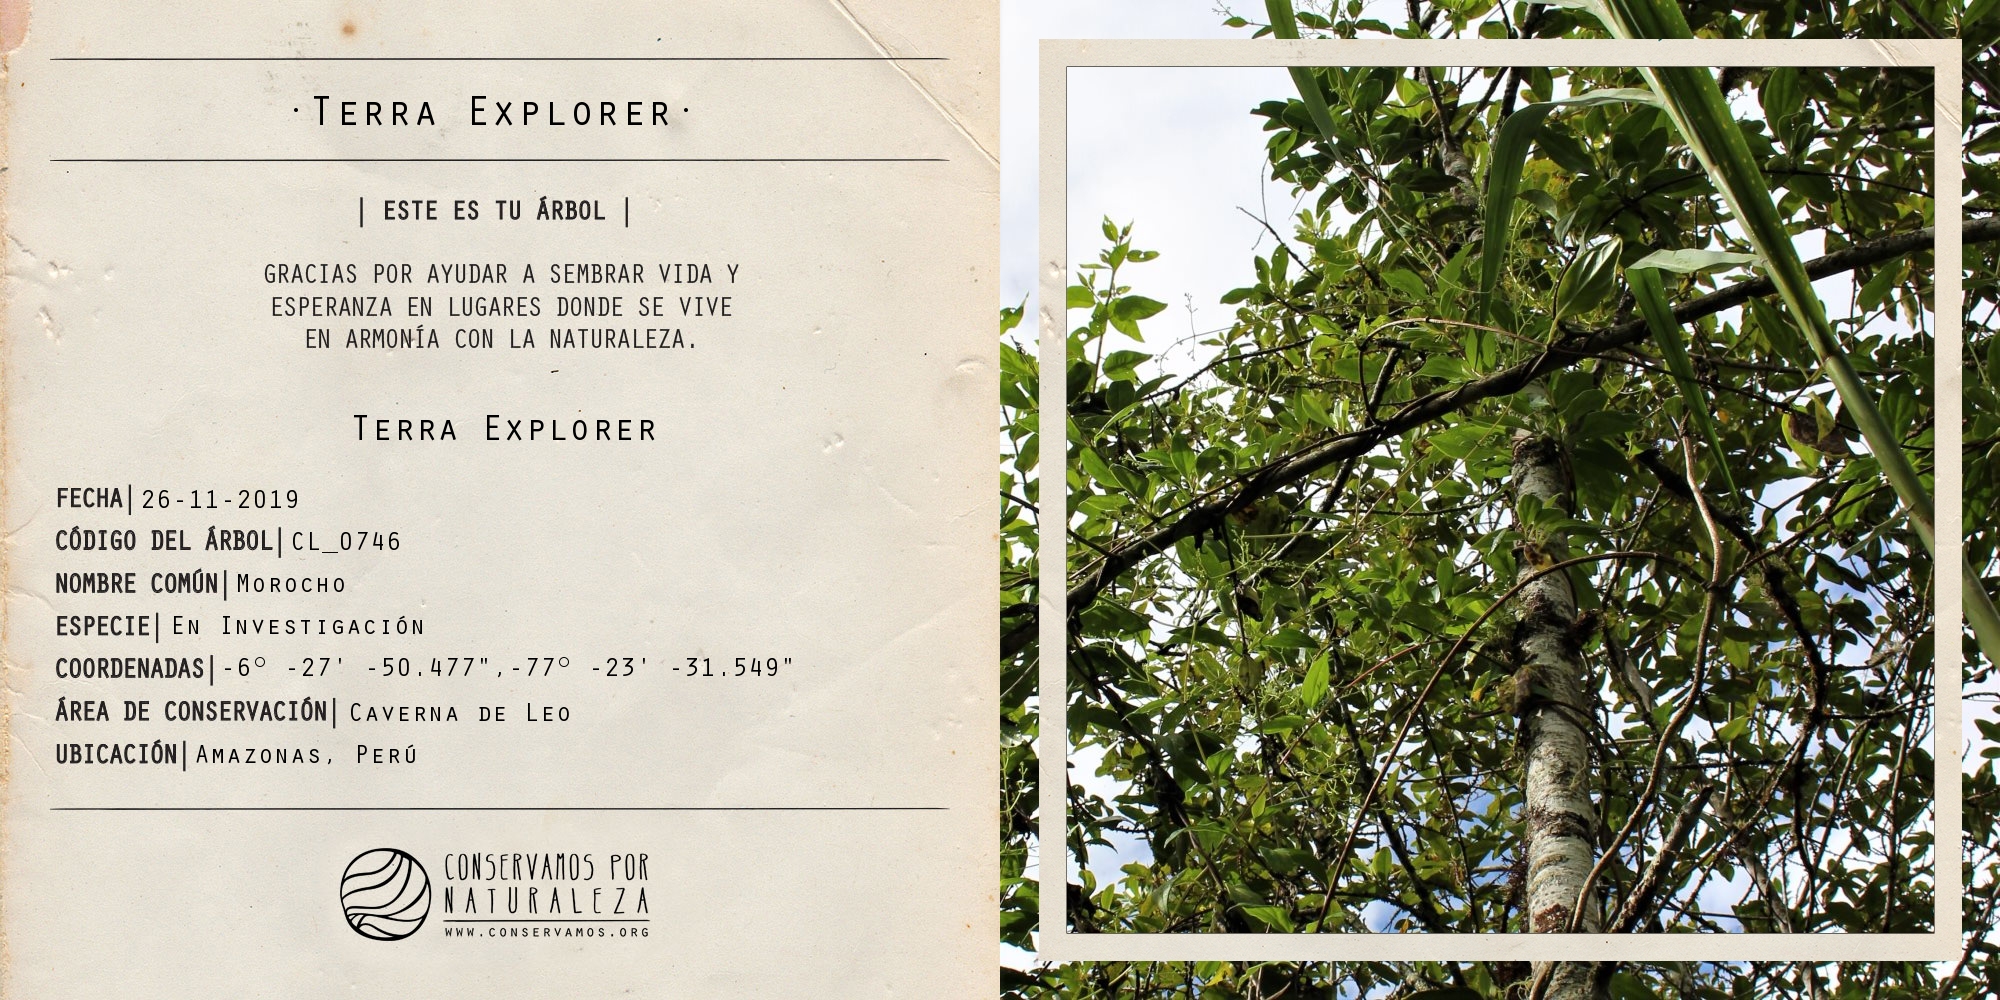 ·Terra Explorer·
| ESTE ES TU ÁRBOL |
GRACIAS POR AYUDAR A SEMBRAR VIDA Y
ESPERANZA EN LUGARES DONDE SE VIVE
EN ARMONÍA CON LA NATURALEZA.
Terra Explorer
FECHA| 26-11-2019
CÓDIGO DEL ÁRBOL| CL_0746
NOMBRE COMÚN| Morocho
ESPECIE| En Investigación
COORDENADAS| -6° -27' -50.477",-77° -23' -31.549"
ÁREA DE CONSERVACIÓN| Caverna de Leo
UBICACIÓN| Amazonas, Perú
CONSERVAMOS POR
NATURALEZA
WWW.CONSERVAMOS.ORG